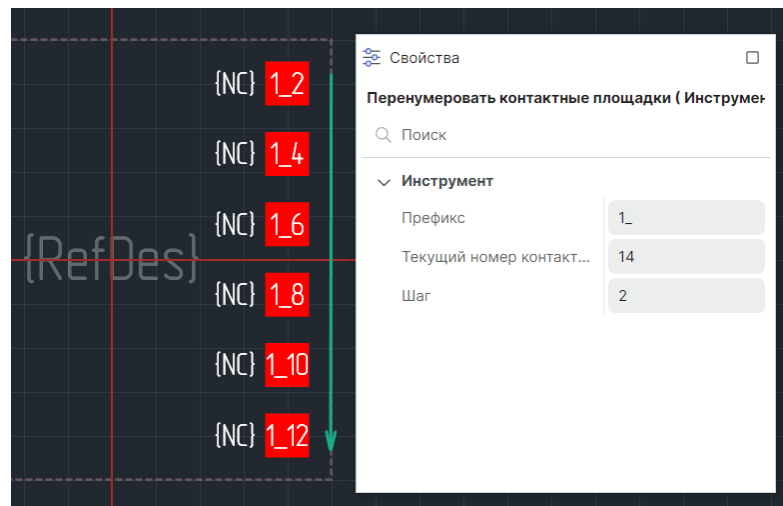 {NC} 1_2
{NC} 1_4
{NC} 1_6
{RefDes}
{NC} 1_8
{NC} 1_10
{NC} 1_12
Свойства
Перенумеровать контактные площадки ( Инструмен
Поиск
Инструмент
Префикс 1_
Текущий номер контакт... 14
Шаг 2